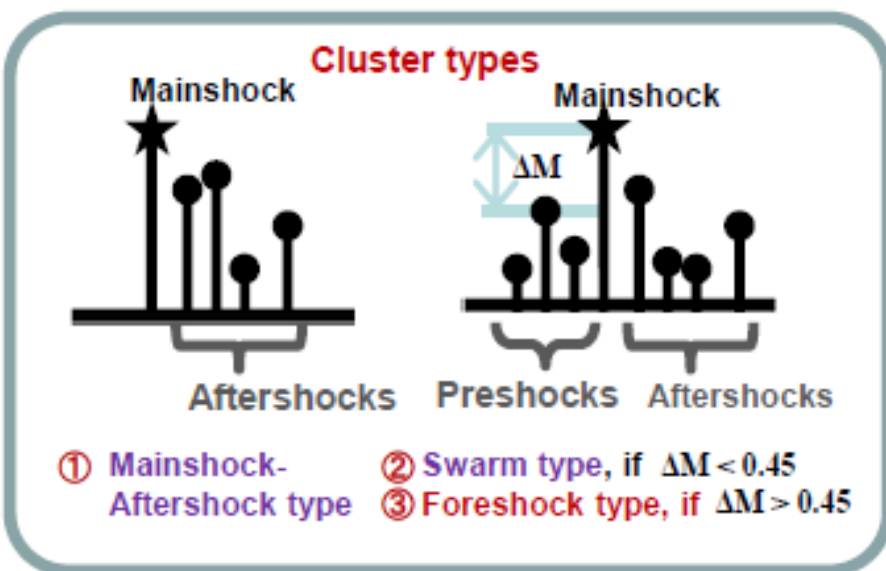 Cluster types
Mainshock
Mainshock
ΔM
Aftershocks
Preshocks
Aftershocks
① Mainshock-
Aftershock type
② Swarm type, if ΔM < 0.45
③ Foreshock type, if ΔM > 0.45